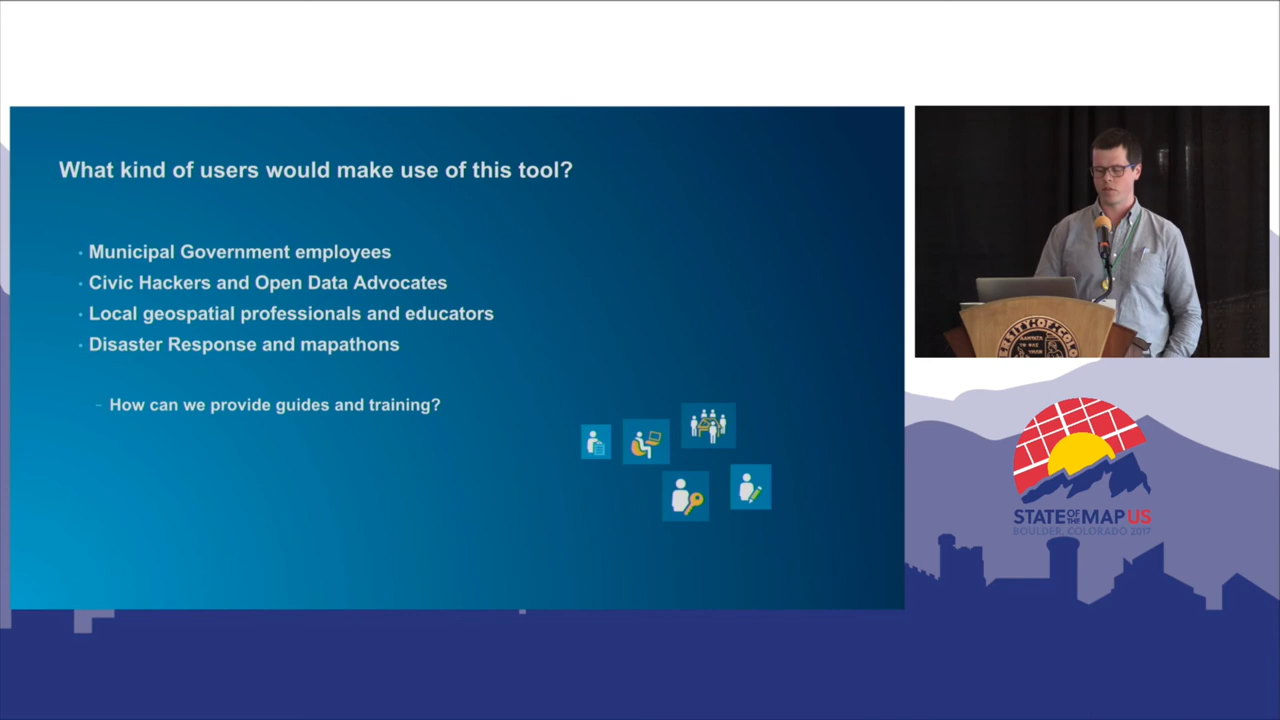 What kind of users would make use of this tool?
· Municipal Government employees
· Civic Hackers and Open Data Advocates
· Local geospatial professionals and educators
· Disaster Response and mapathons
– How can we provide guides and training?
STATE OF THE MAP US
BOULDER, COLORADO 2017